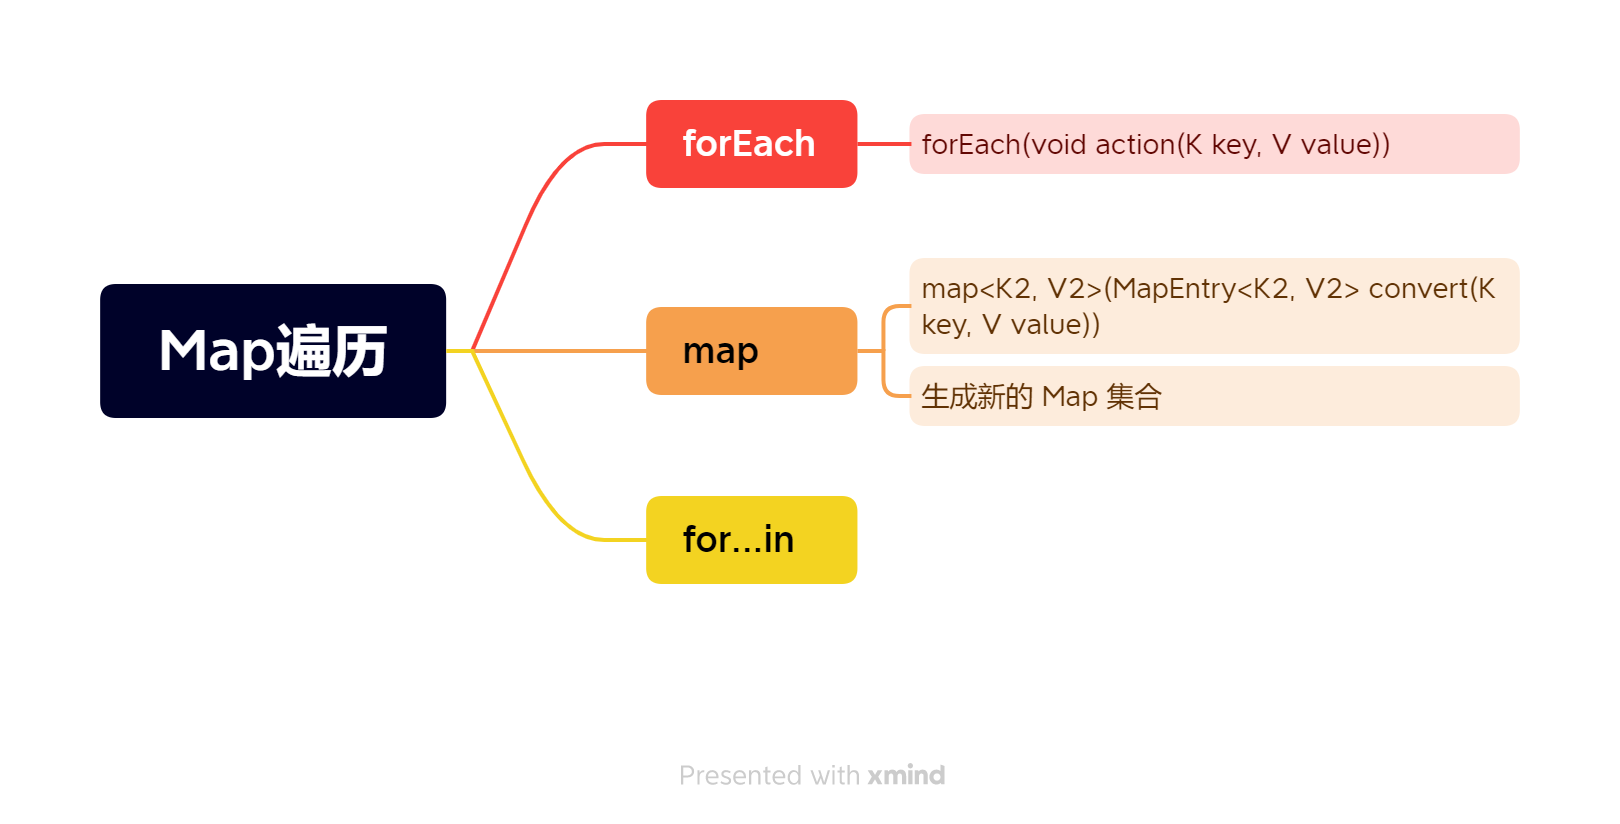 forEach
forEach(void action(K key, V value))
map<K2, V2>(MapEntry<K2, V2> convert(K
key, V value))
Map遍历
map
生成新的 Map 集合
for...in
Presented with xmind